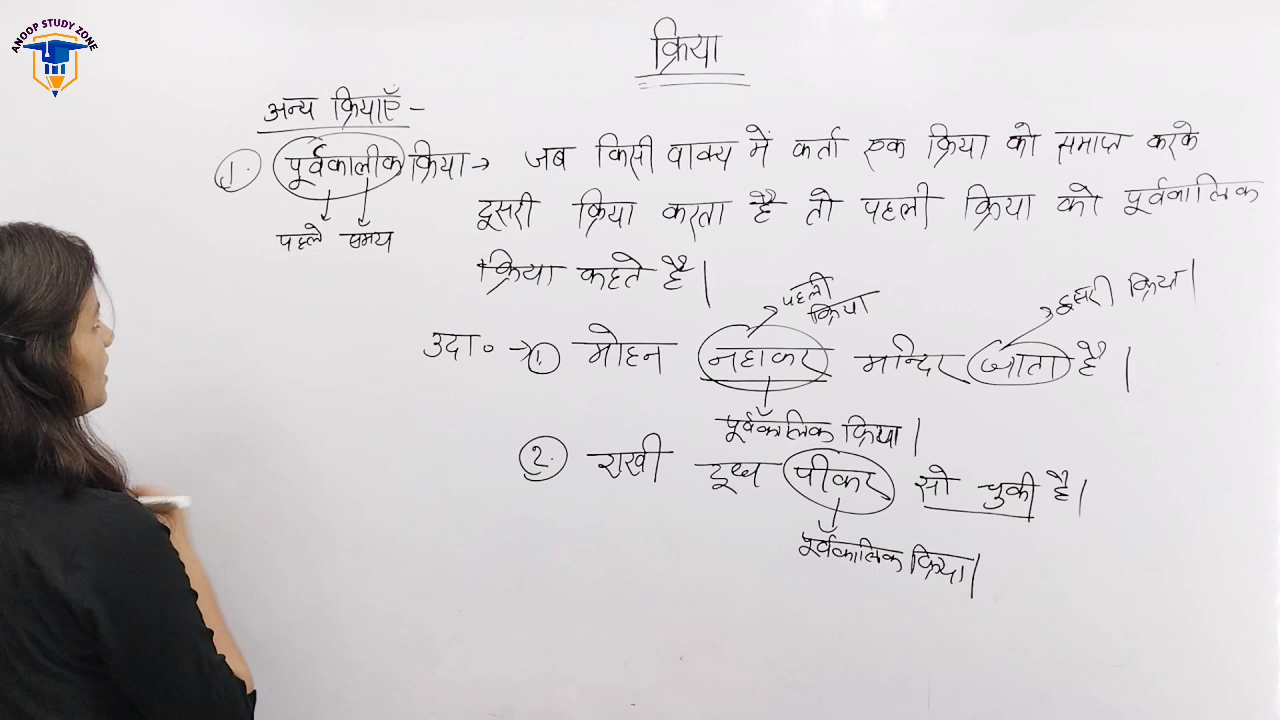 ANOOP STUDY ZONE
क्रिया
अन्य क्रियाएँ -
1. पूर्वकालीक क्रिया → जब किसी वाक्य में कर्ता एक क्रिया को समाप्त करके
दूसरी क्रिया करता है तो पहली क्रिया को पूर्वकालिक
पहले समय
क्रिया कहते है।
पहली क्रिया
दूसरी क्रिया।
उदा० → 1. मोहन नहाकर मन्दिर जाता है।
पूर्वकालिक क्रिया।
2. राखी दूध पीकर सो चुकी है।
पूर्वकालिक क्रिया।